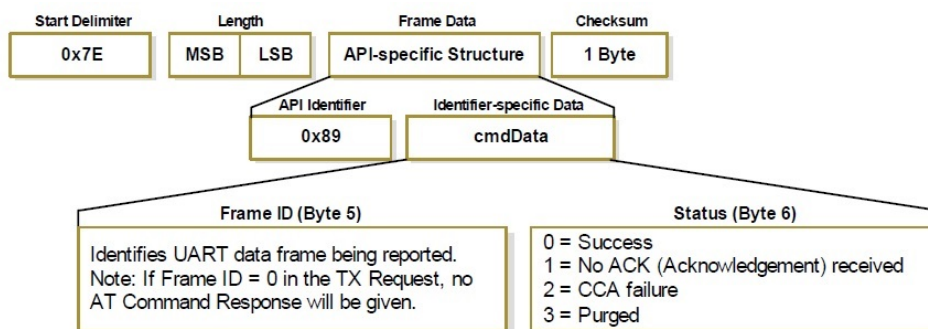 Start Delimiter Length Frame Data Checksum
0x7E MSB LSB API-specific Structure 1 Byte
API Identifier Identifier-specific Data
0x89 cmdData
Frame ID (Byte 5)
Identifies UART data frame being reported.
Note: If Frame ID = 0 in the TX Request, no
AT Command Response will be given.
Status (Byte 6)
0 = Success
1 = No ACK (Acknowledgement) received
2 = CCA failure
3 = Purged